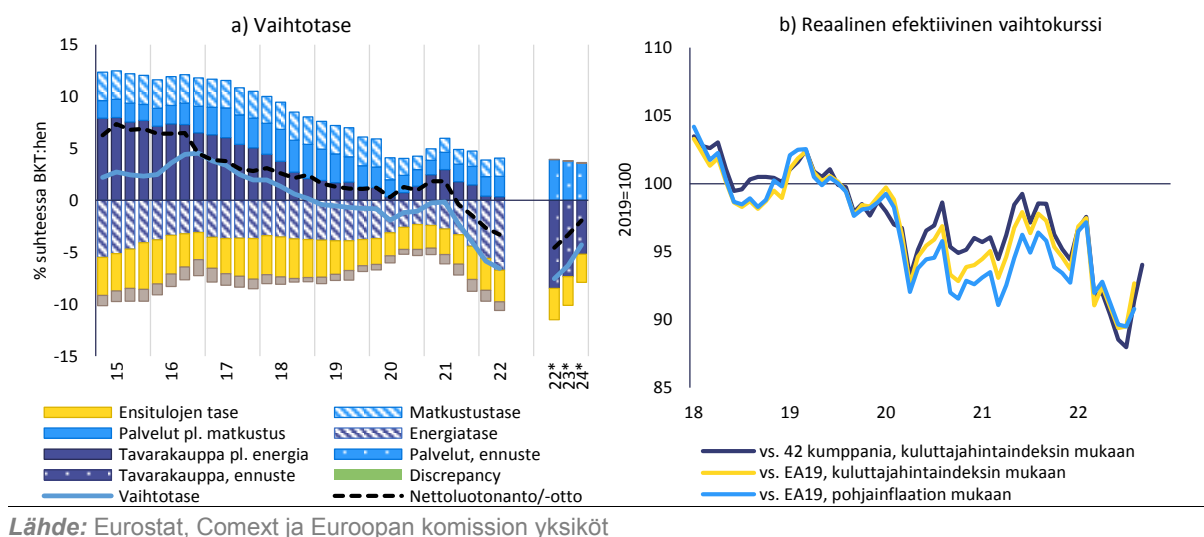 a) Vaihtotase
% suhteessa BKT:hen
15
10
5
0
-5
-10
-15
15
16
17
18
19
20
21
22
22*
23*
24*
Ensitulojen tase
Matkustustase
Palvelut pl. matkustus
Energiatase
Tavarakauppa pl. energia
Palvelut, ennuste
Tavarakauppa, ennuste
Discrepancy
Vaihtotase
Nettoluotonanto/-otto
b) Reaalinen efektiivinen vaihtokurssi
2019=100
110
105
100
95
90
85
18
19
20
21
22
vs. 42 kumppania, kuluttajahintaindeksin mukaan
vs. EA19, kuluttajahintaindeksin mukaan
vs. EA19, pohjainflaation mukaan
Lähde: Eurostat, Comext ja Euroopan komission yksiköt